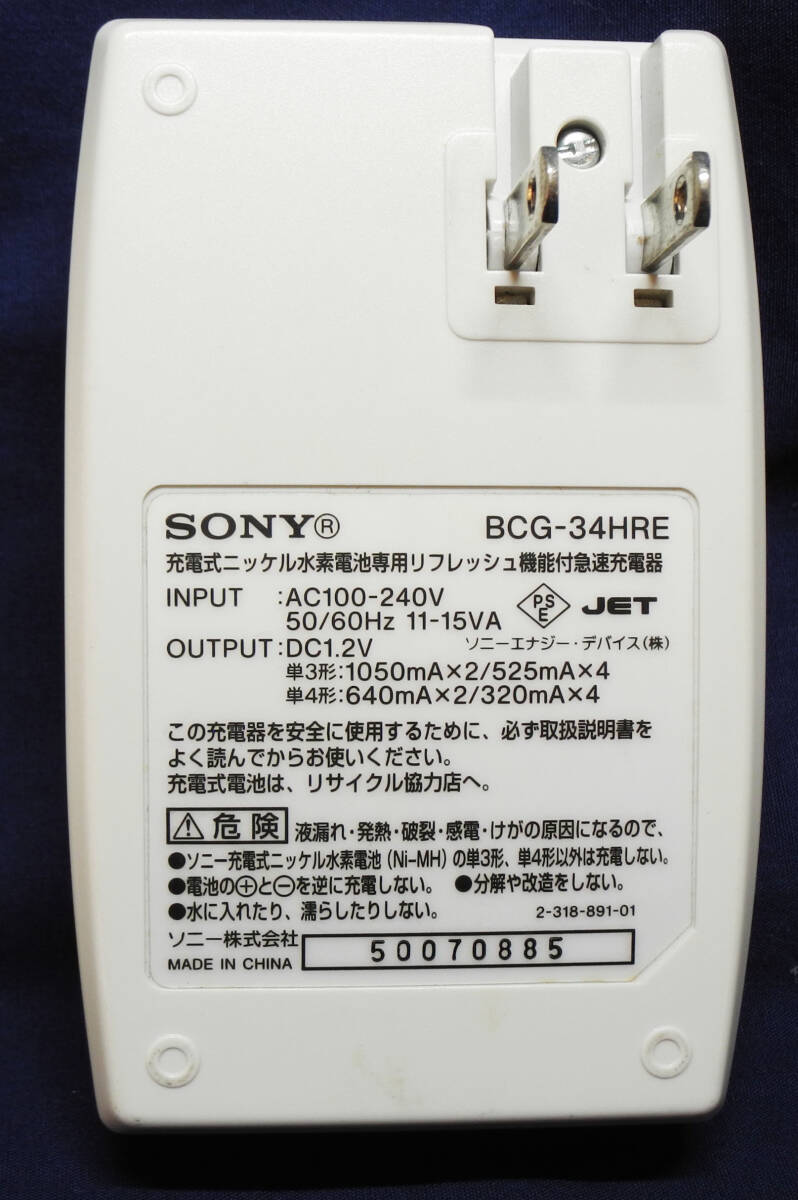 SONY® BCG-34HRE
充電式ニッケル水素電池専用リフレッシュ機能付急速充電器
INPUT :AC100-240V
50/60Hz 11-15VA
PS E JET
OUTPUT:DC1.2V ソニーエナジー・デバイス(株)
単3形:1050mA×2/525mA×4
単4形:640mA×2/320mA×4
この充電器を安全に使用するために、必ず取扱説明書を
よく読んでからお使いください。
充電式電池は、リサイクル協力店へ。
⚠危険 液漏れ・発熱・破裂・感電・けがの原因になるので、
●ソニー充電式ニッケル水素電池(Ni-MH)の単3形、単4形以外は充電しない。
●電池の⊕と⊖を逆に充電しない。 ●分解や改造をしない。
●水に入れたり、濡らしたりしない。 2-318-891-01
ソニー株式会社
MADE IN CHINA 50070885